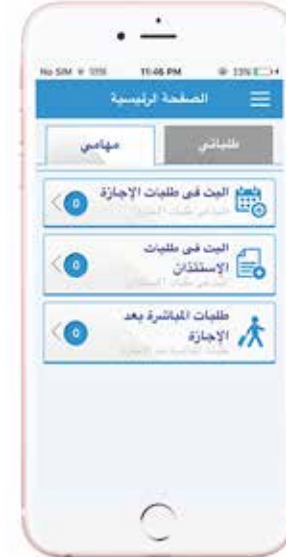 No SIM
11:46 PM
الصفحة الرئيسية
طلباتي
مهامي
البت في طلبات الإجازة
0
البت في طلبات
الإستئذان
0
طلبات المباشرة بعد
الإجازة
0